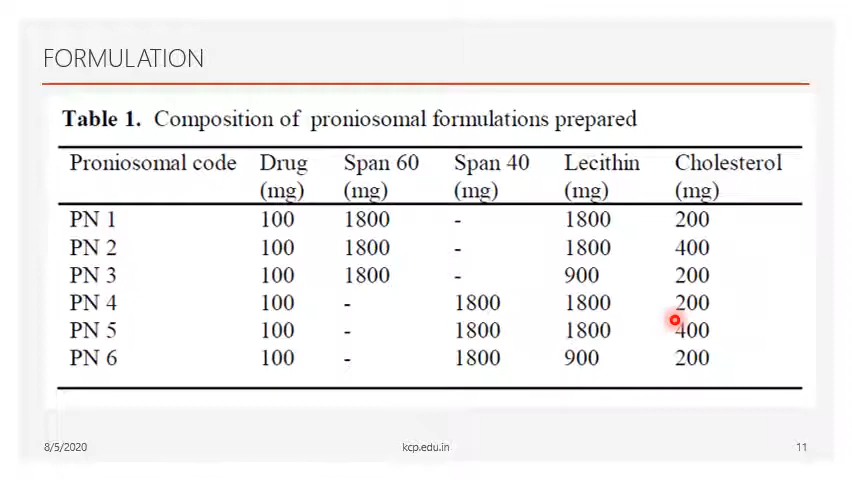 FORMULATION
Table 1. Composition of proniosomal formulations prepared
Proniosomal code Drug Span 60 Span 40 Lecithin Cholesterol
(mg) (mg) (mg) (mg) (mg)
PN 1 100 1800 - 1800 200
PN 2 100 1800 - 1800 400
PN 3 100 1800 - 900 200
PN 4 100 - 1800 1800 200
PN 5 100 - 1800 1800 400
PN 6 100 - 1800 900 200
8/5/2020 kcp.edu.in 11